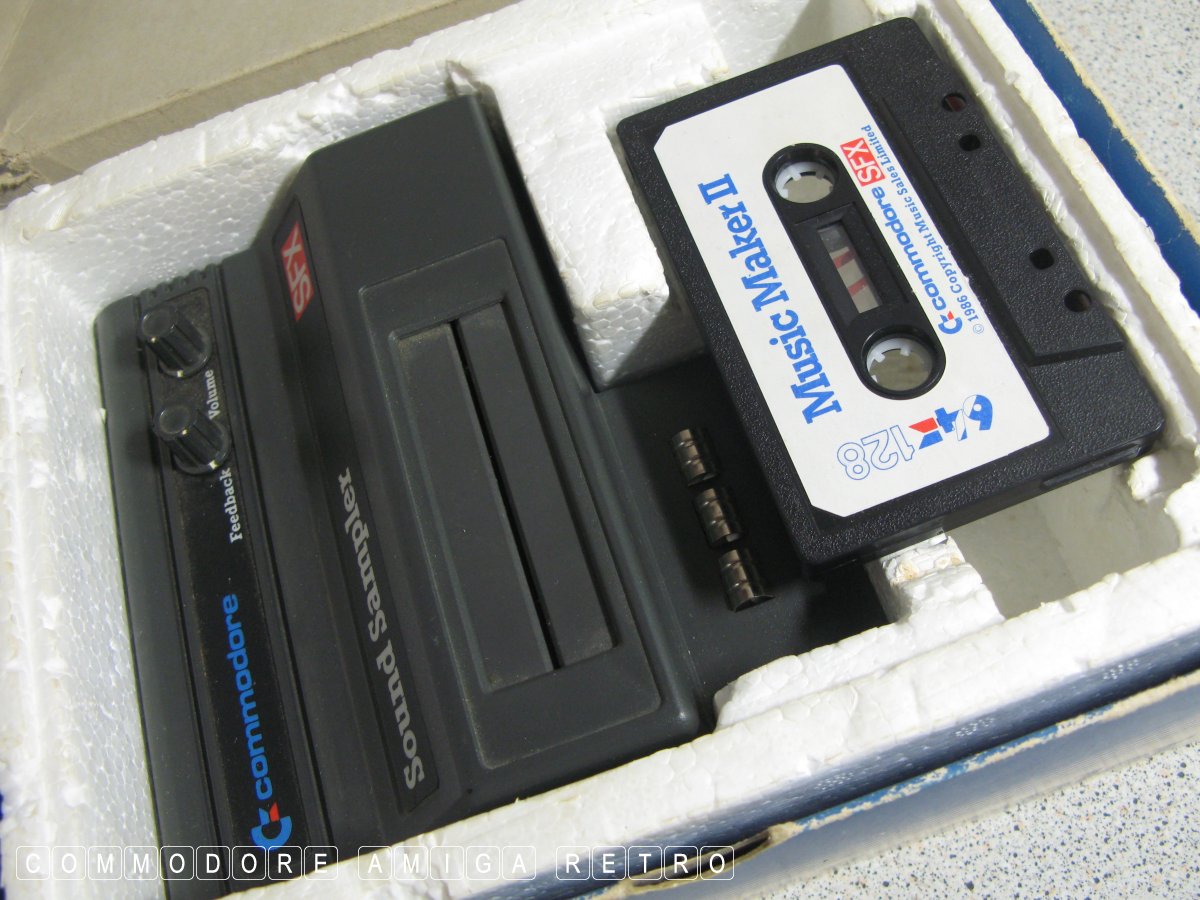 SFX
Volume
Feedback
commodore
Sound Sampler
Music Maker II
commodore SFX
© 1986 Copyright Music Sales Limited
64
128
COMMODORE AMIGA RETRO